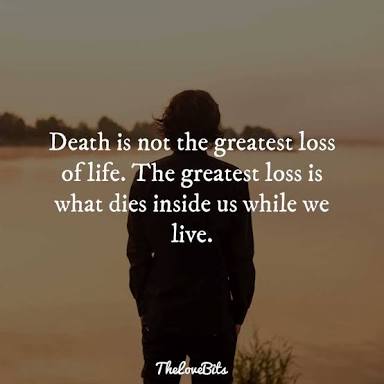 Death is not the greatest loss
of life. The greatest loss is
what dies inside us while we
live.
TheLoveBits